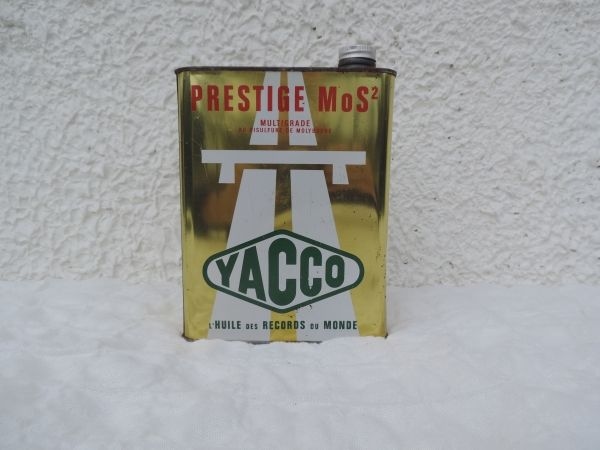 PRESTIGE MoS²
MULTIGRADE
AU BISULFURE DE MOLYBDENE
YACCO
L'HUILE DES RECORDS DU MONDE